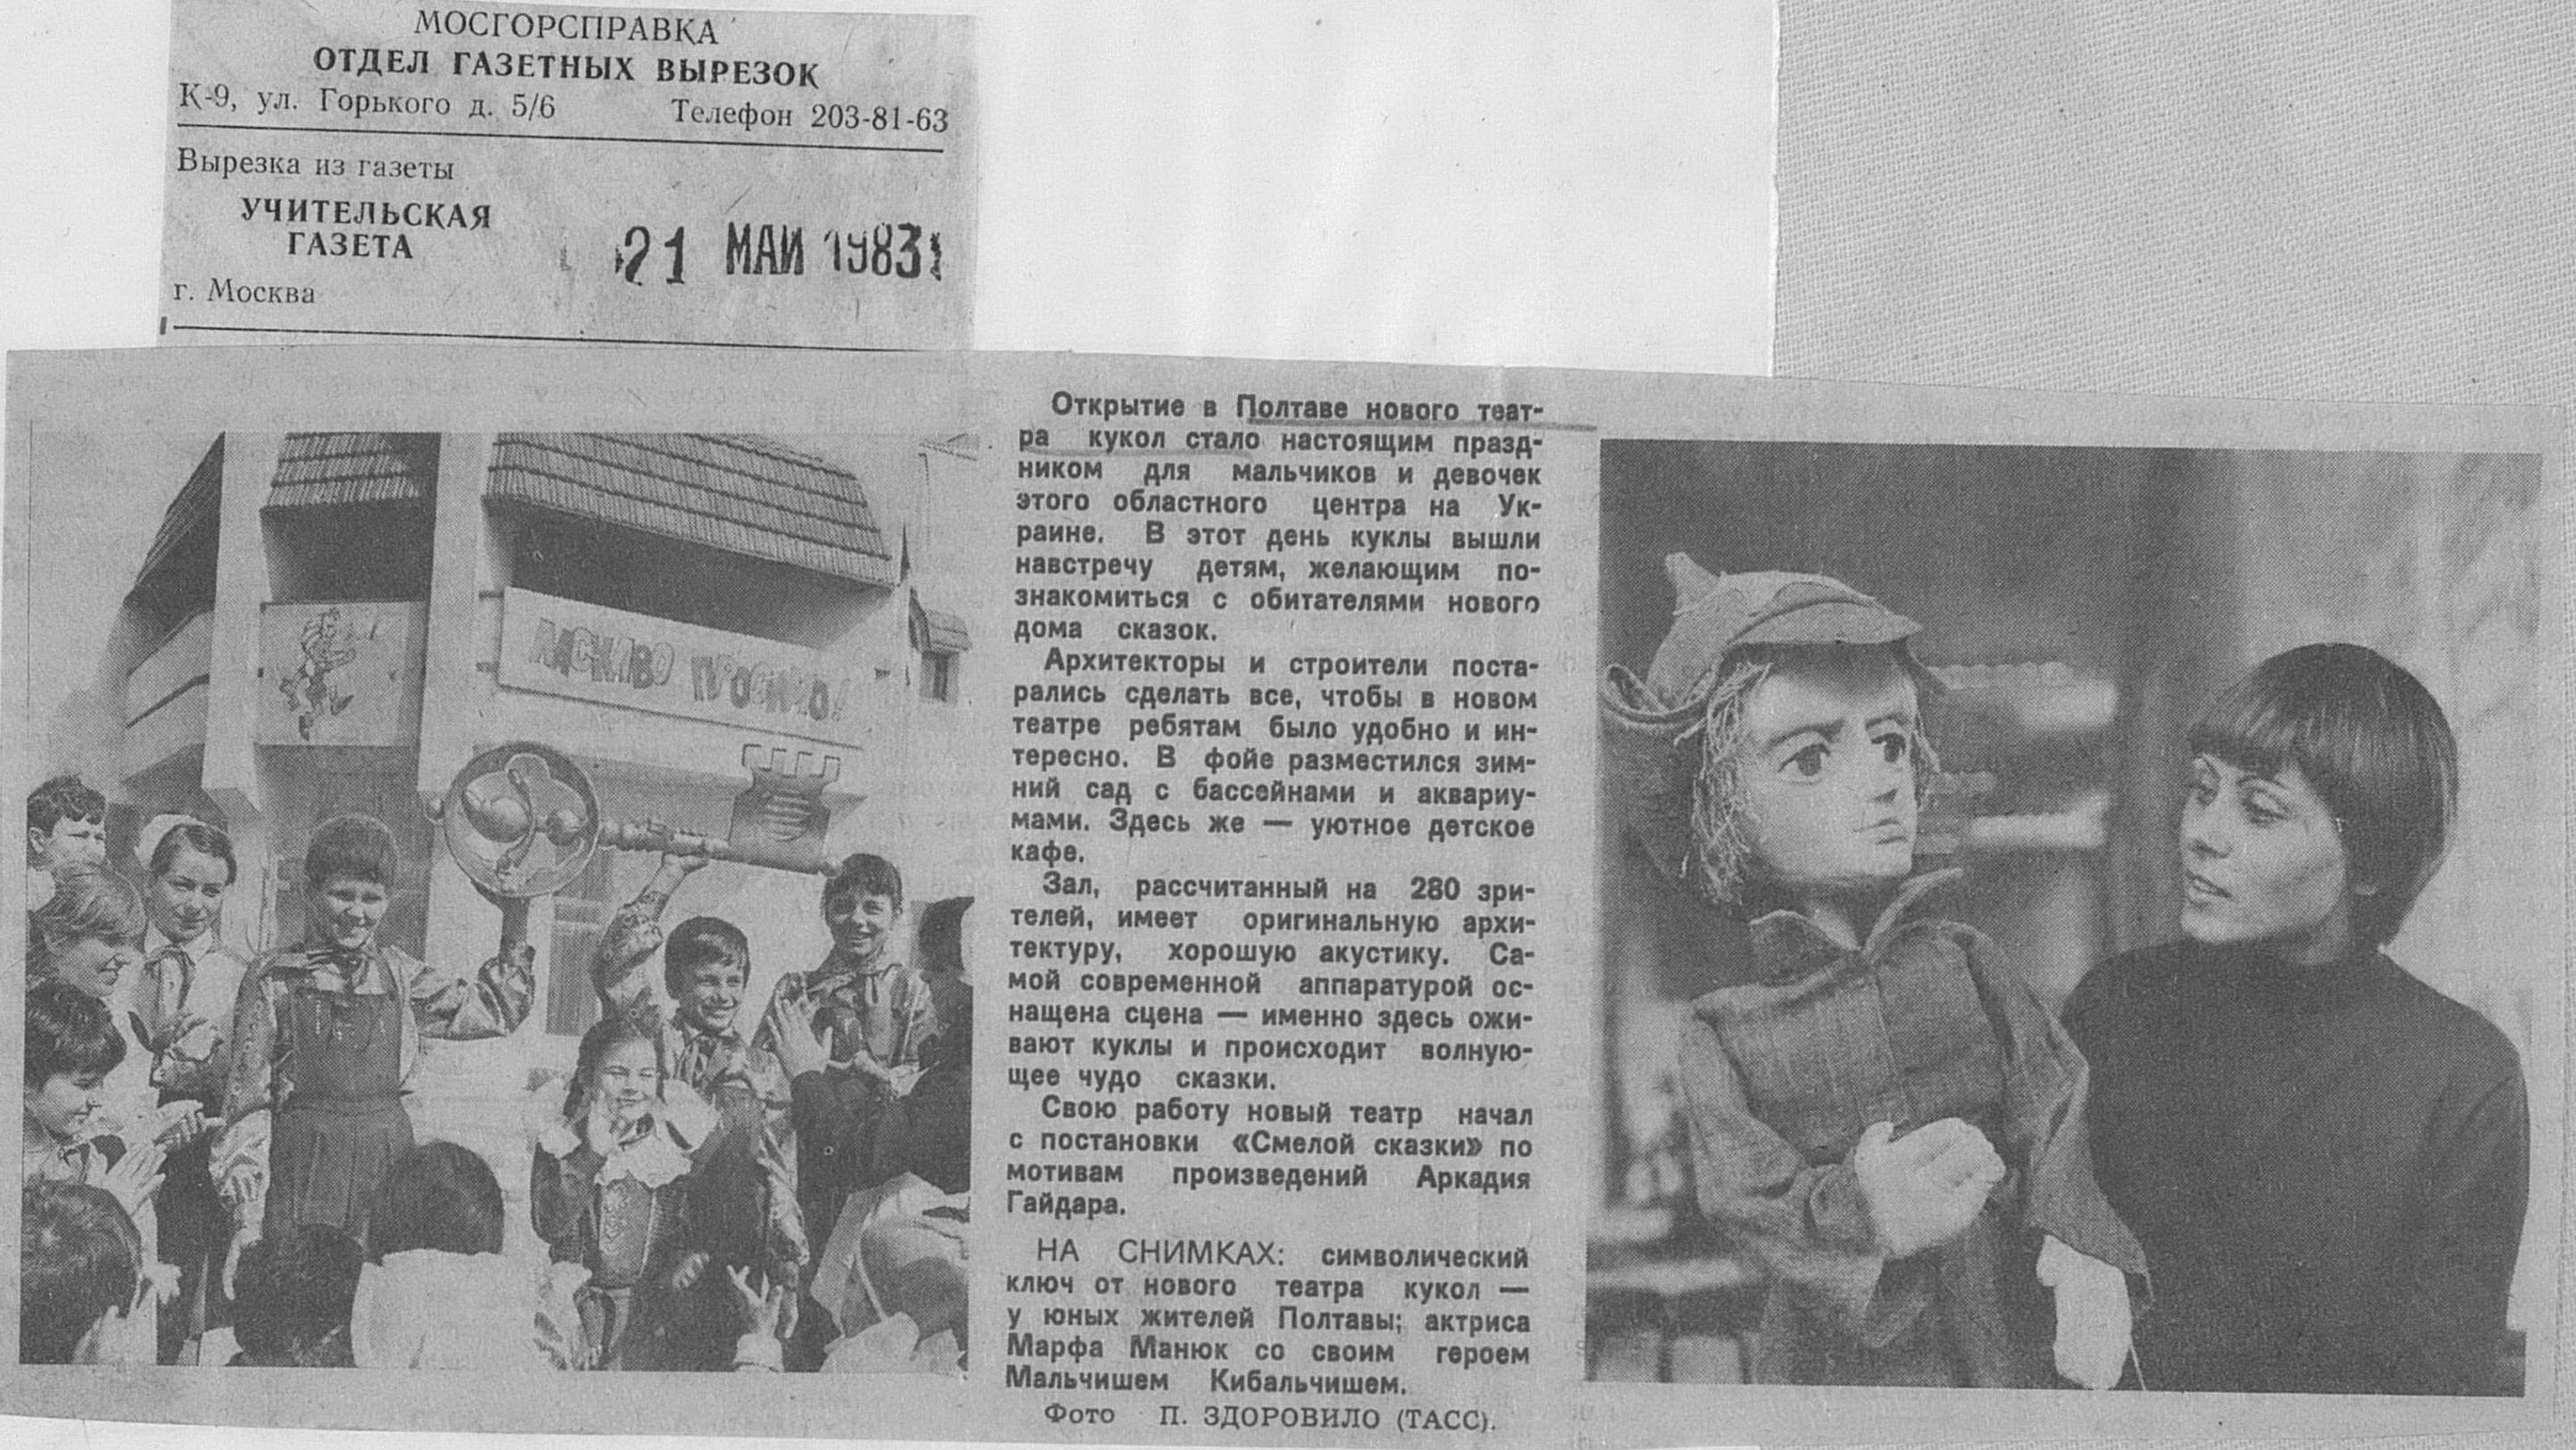 МОСГОРСПРАВКА
ОТДЕЛ ГАЗЕТНЫХ ВЫРЕЗОК
К-9, ул. Горького д. 5/6 Телефон 203-81-63
Вырезка из газеты
УЧИТЕЛЬСКАЯ
ГАЗЕТА
21 МАЙ 1983
г. Москва
ЛАСКАВО ПРОСИМО!
Открытие в Полтаве нового теат-
ра кукол стало настоящим празд-
ником для мальчиков и девочек
этого областного центра на Ук-
раине. В этот день куклы вышли
навстречу детям, желающим по-
знакомиться с обитателями нового
дома сказок.
Архитекторы и строители поста-
рались сделать все, чтобы в новом
театре ребятам было удобно и ин-
тересно. В фойе разместился зим-
ний сад с бассейнами и аквариу-
мами. Здесь же — уютное детское
кафе.
Зал, рассчитанный на 280 зри-
телей, имеет оригинальную архи-
тектуру, хорошую акустику. Са-
мой современной аппаратурой ос-
нащена сцена — именно здесь ожи-
вают куклы и происходит волную-
щее чудо сказки.
Свою работу новый театр начал
с постановки «Смелой сказки» по
мотивам произведений Аркадия
Гайдара.
НА СНИМКАХ: символический
ключ от нового театра кукол —
у юных жителей Полтавы; актриса
Марфа Манюк со своим героем
Мальчишем Кибальчишем.
Фото П. ЗДОРОВИЛО (ТАСС).